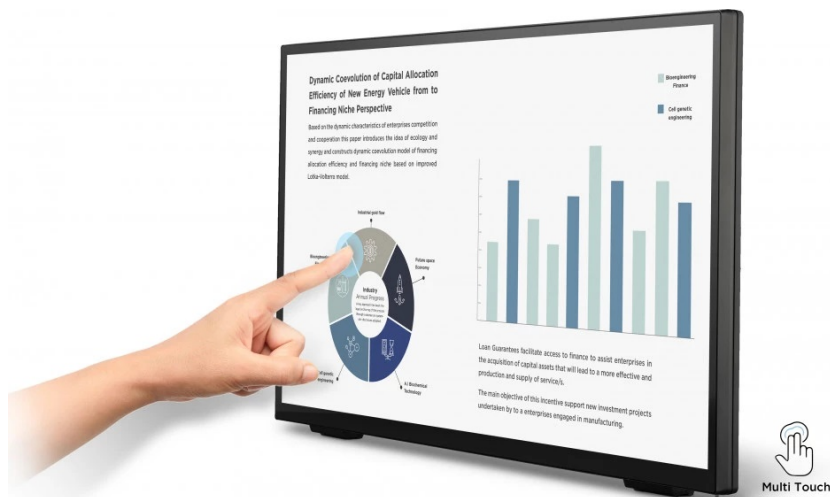 Dynamic Coevolution of Capital Allocation
Efficiency of New Energy Vehicle from to
Financing Niche Perspective
Based on the dynamic characteristics of enterprises competition
and cooperation this paper introduces the idea of ecology and
synergy and constructs dynamic coevolution model of financing
allocation efficiency and financing niche based on improved
Lotka-Volterra model.
Industrial grid flow
Future space
Economy
Industry
Annual Progress
A.I Biochemical
Technology
Bioengineering
Finance
Cell genetic
engineering
Loan Guarantees facilitate access to finance to assist enterprises in
the acquisition of capital assets that will lead to a more effective and
production and supply of service/s.
The main objective of this incentive support new investment projects
undertaken by to a enterprises engaged in manufacturing.
Multi Touch